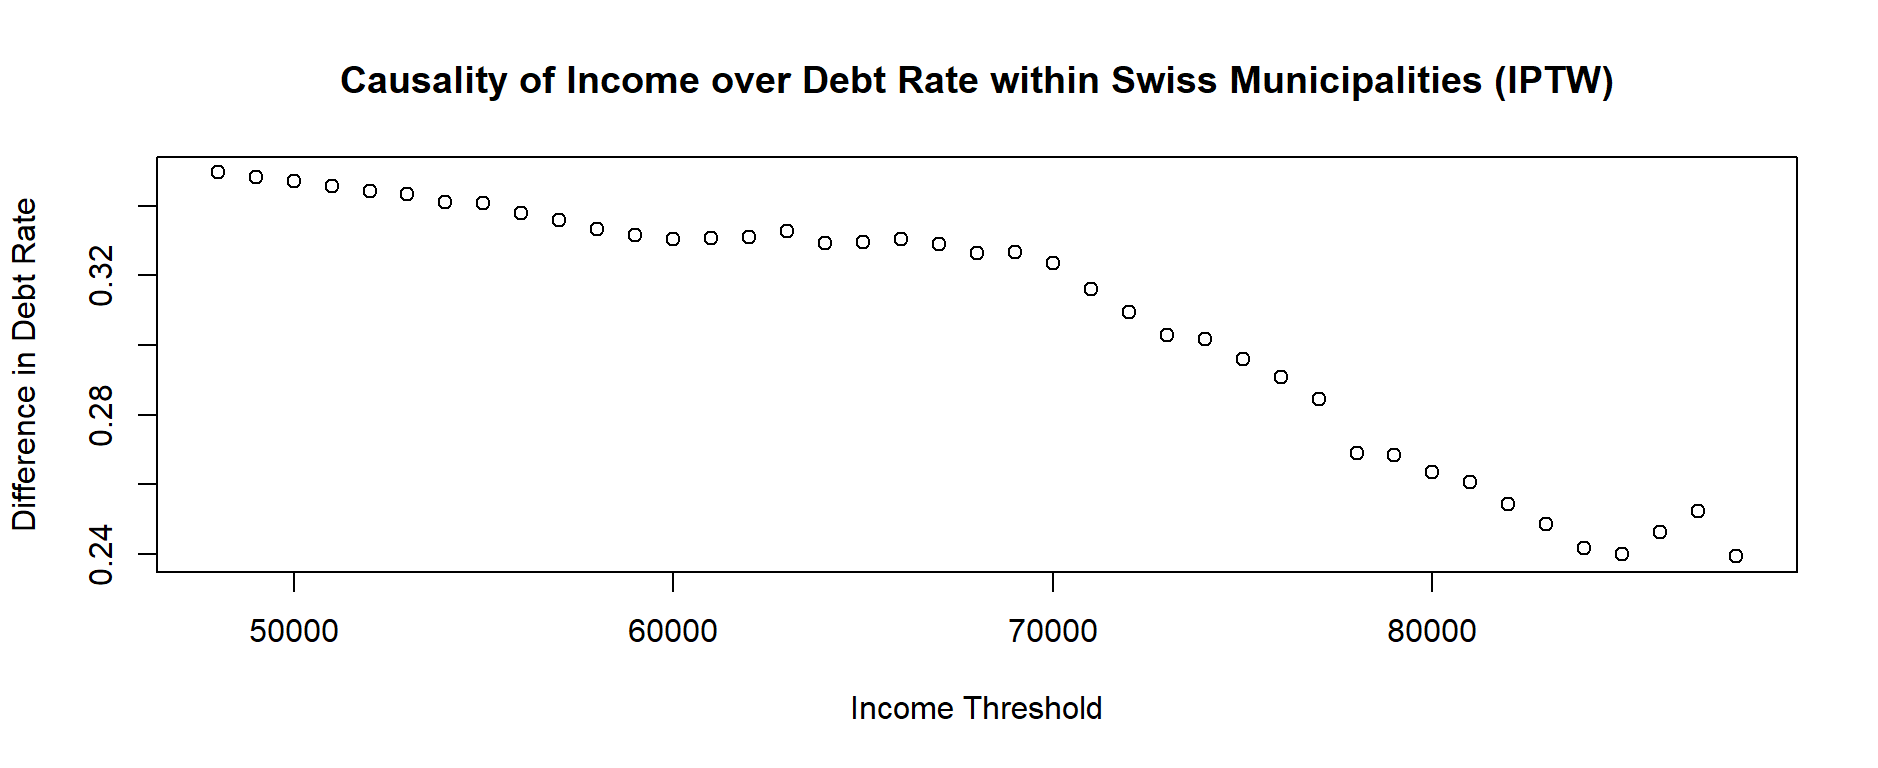 Causality of Income over Debt Rate within Swiss Municipalities (IPTW)
Difference in Debt Rate
0.32
0.28
0.24
50000 60000 70000 80000
Income Threshold